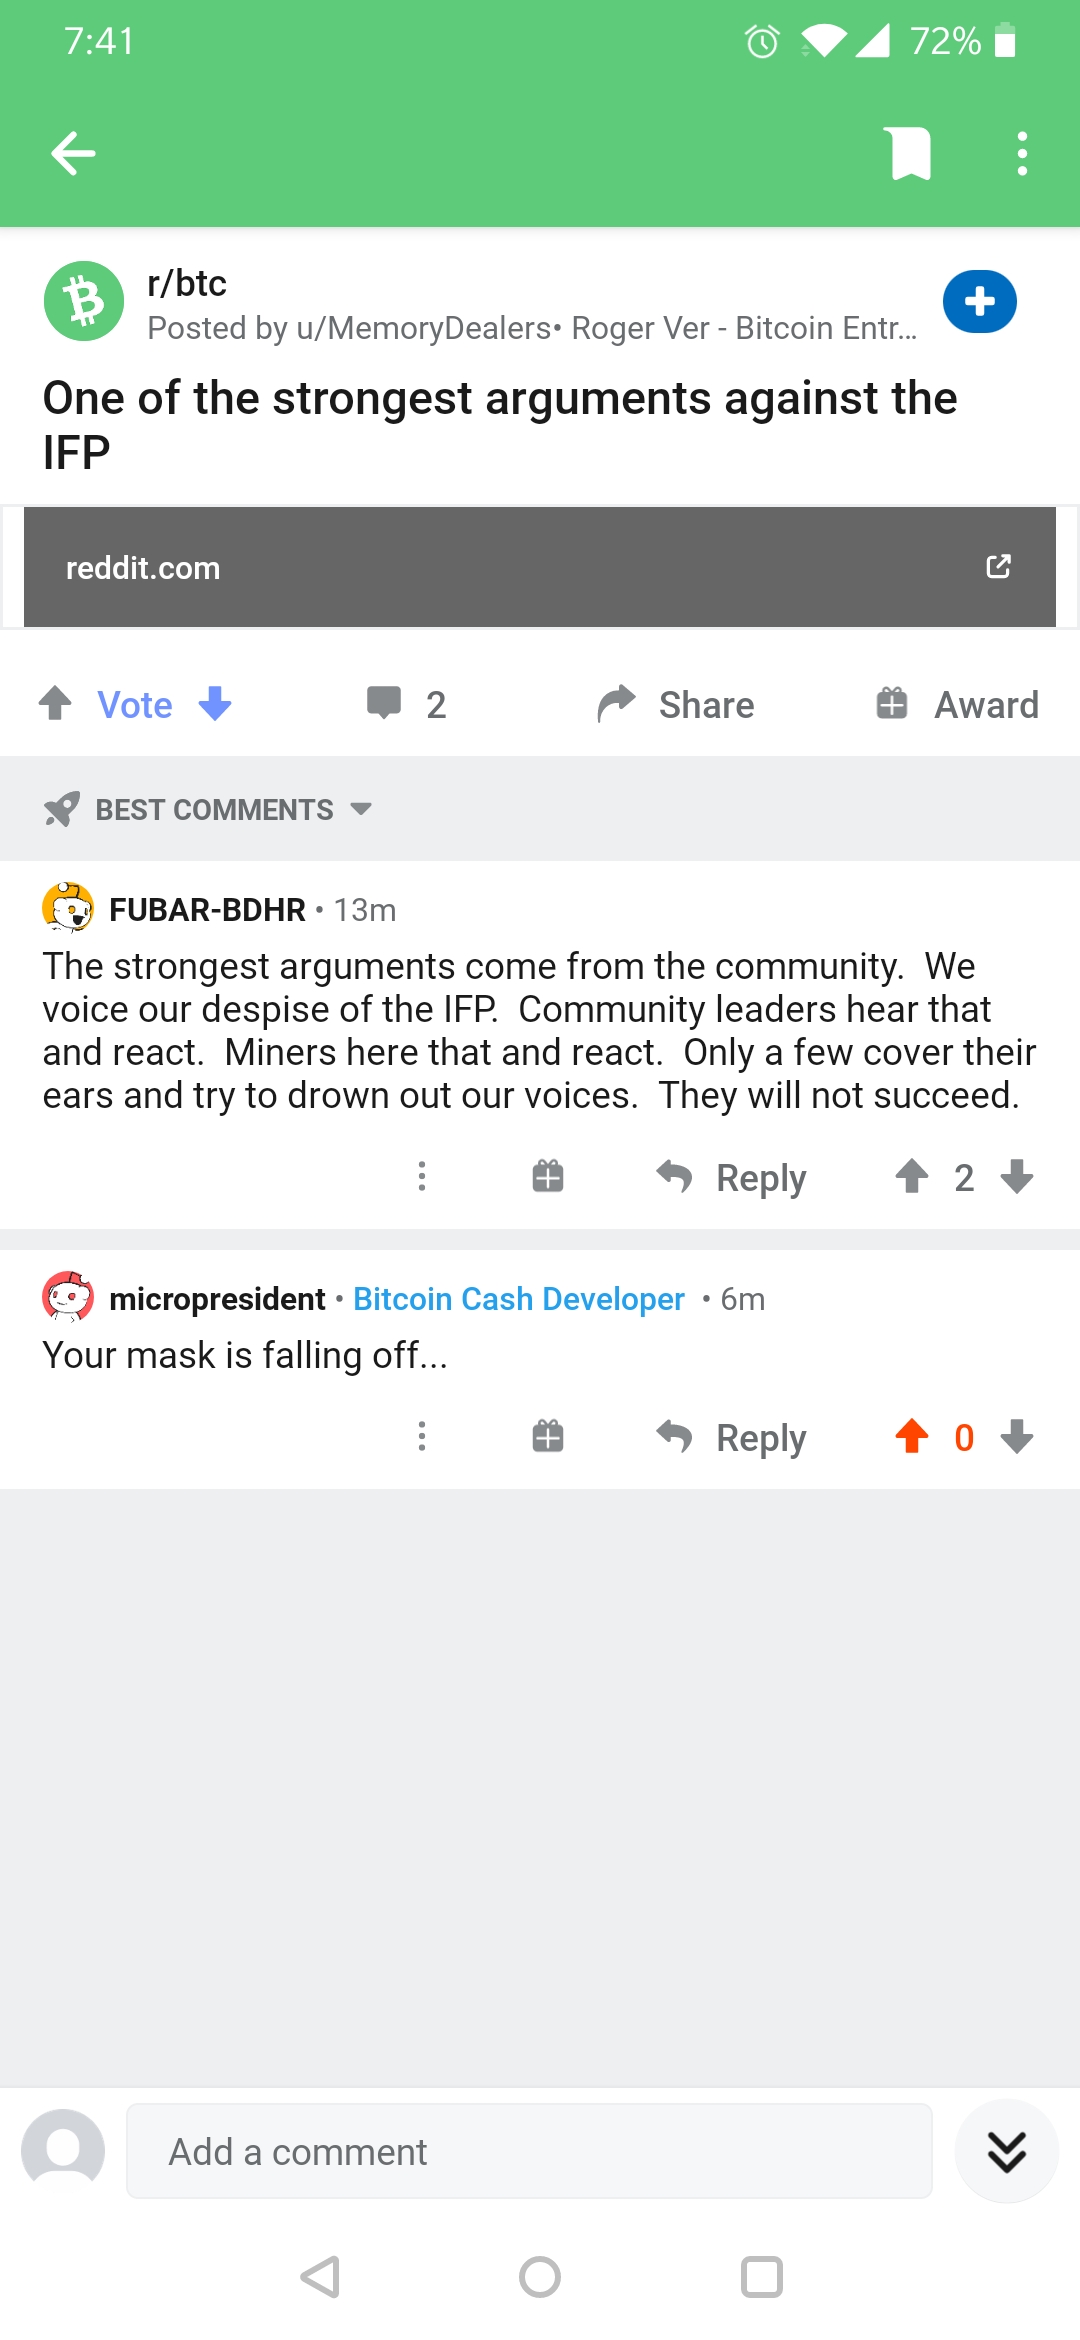 7:41
72%
r/btc
Posted by u/MemoryDealers• Roger Ver - Bitcoin Entr...
One of the strongest arguments against the
IFP
reddit.com
Vote
2
Share
Award
BEST COMMENTS
FUBAR-BDHR • 13m
The strongest arguments come from the community.  We
voice our despise of the IFP.  Community leaders hear that
and react.  Miners here that and react.  Only a few cover their
ears and try to drown out our voices.  They will not succeed.
Reply
2
micropresident • Bitcoin Cash Developer • 6m
Your mask is falling off...
Reply
0
Add a comment